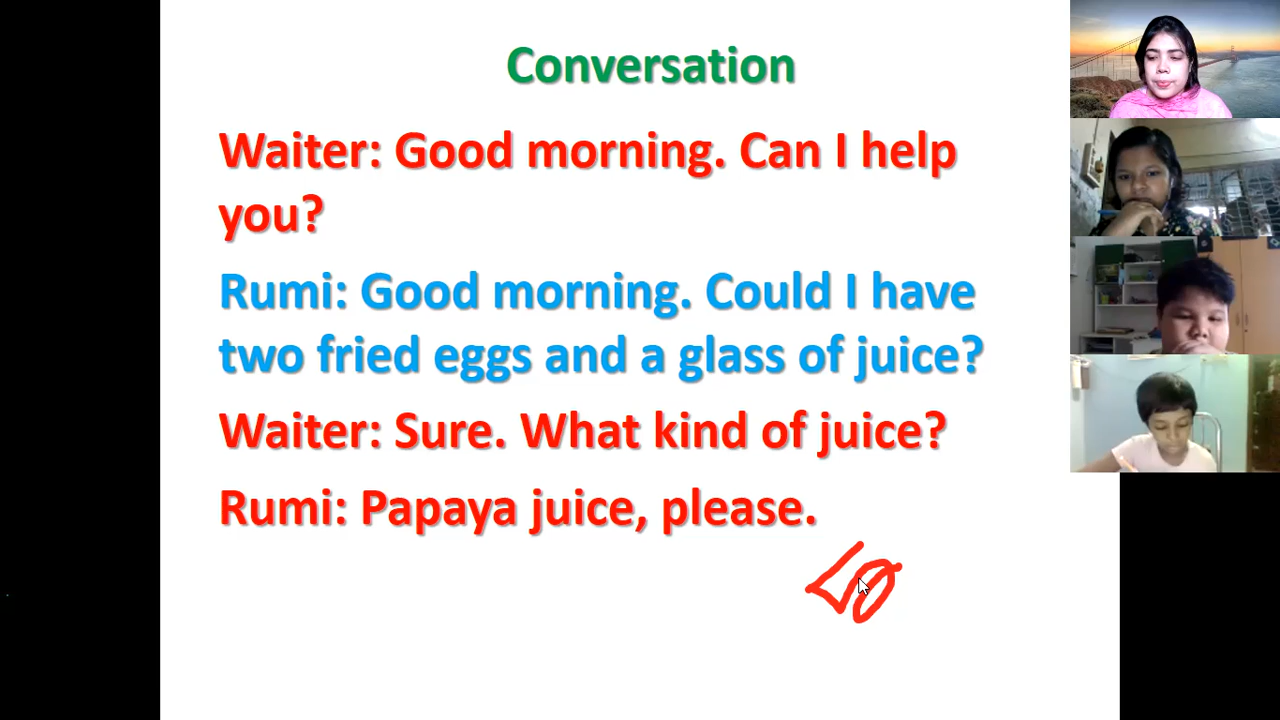 Conversation
Waiter: Good morning. Can I help
you?
Rumi: Good morning. Could I have
two fried eggs and a glass of juice?
Waiter: Sure. What kind of juice?
Rumi: Papaya juice, please.